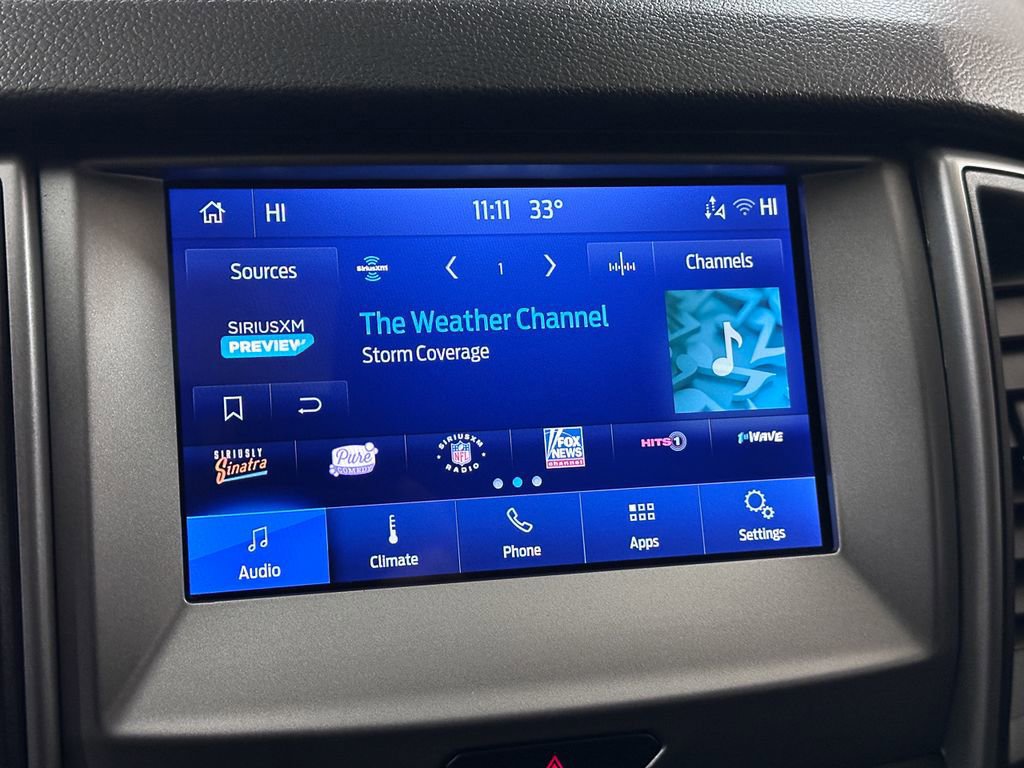 HI
11:11 33°
HI
Sources
SiriusXM
1
Channels
SIRIUSXM
PREVIEW
The Weather Channel
Storm Coverage
SIRIUSLY
Sinatra
Pure
COMEDY
SIRIUSXM
NFL
RADIO
FOX
NEWS
channel
HITS 1
1st WAVE
Audio
Climate
Phone
Apps
Settings